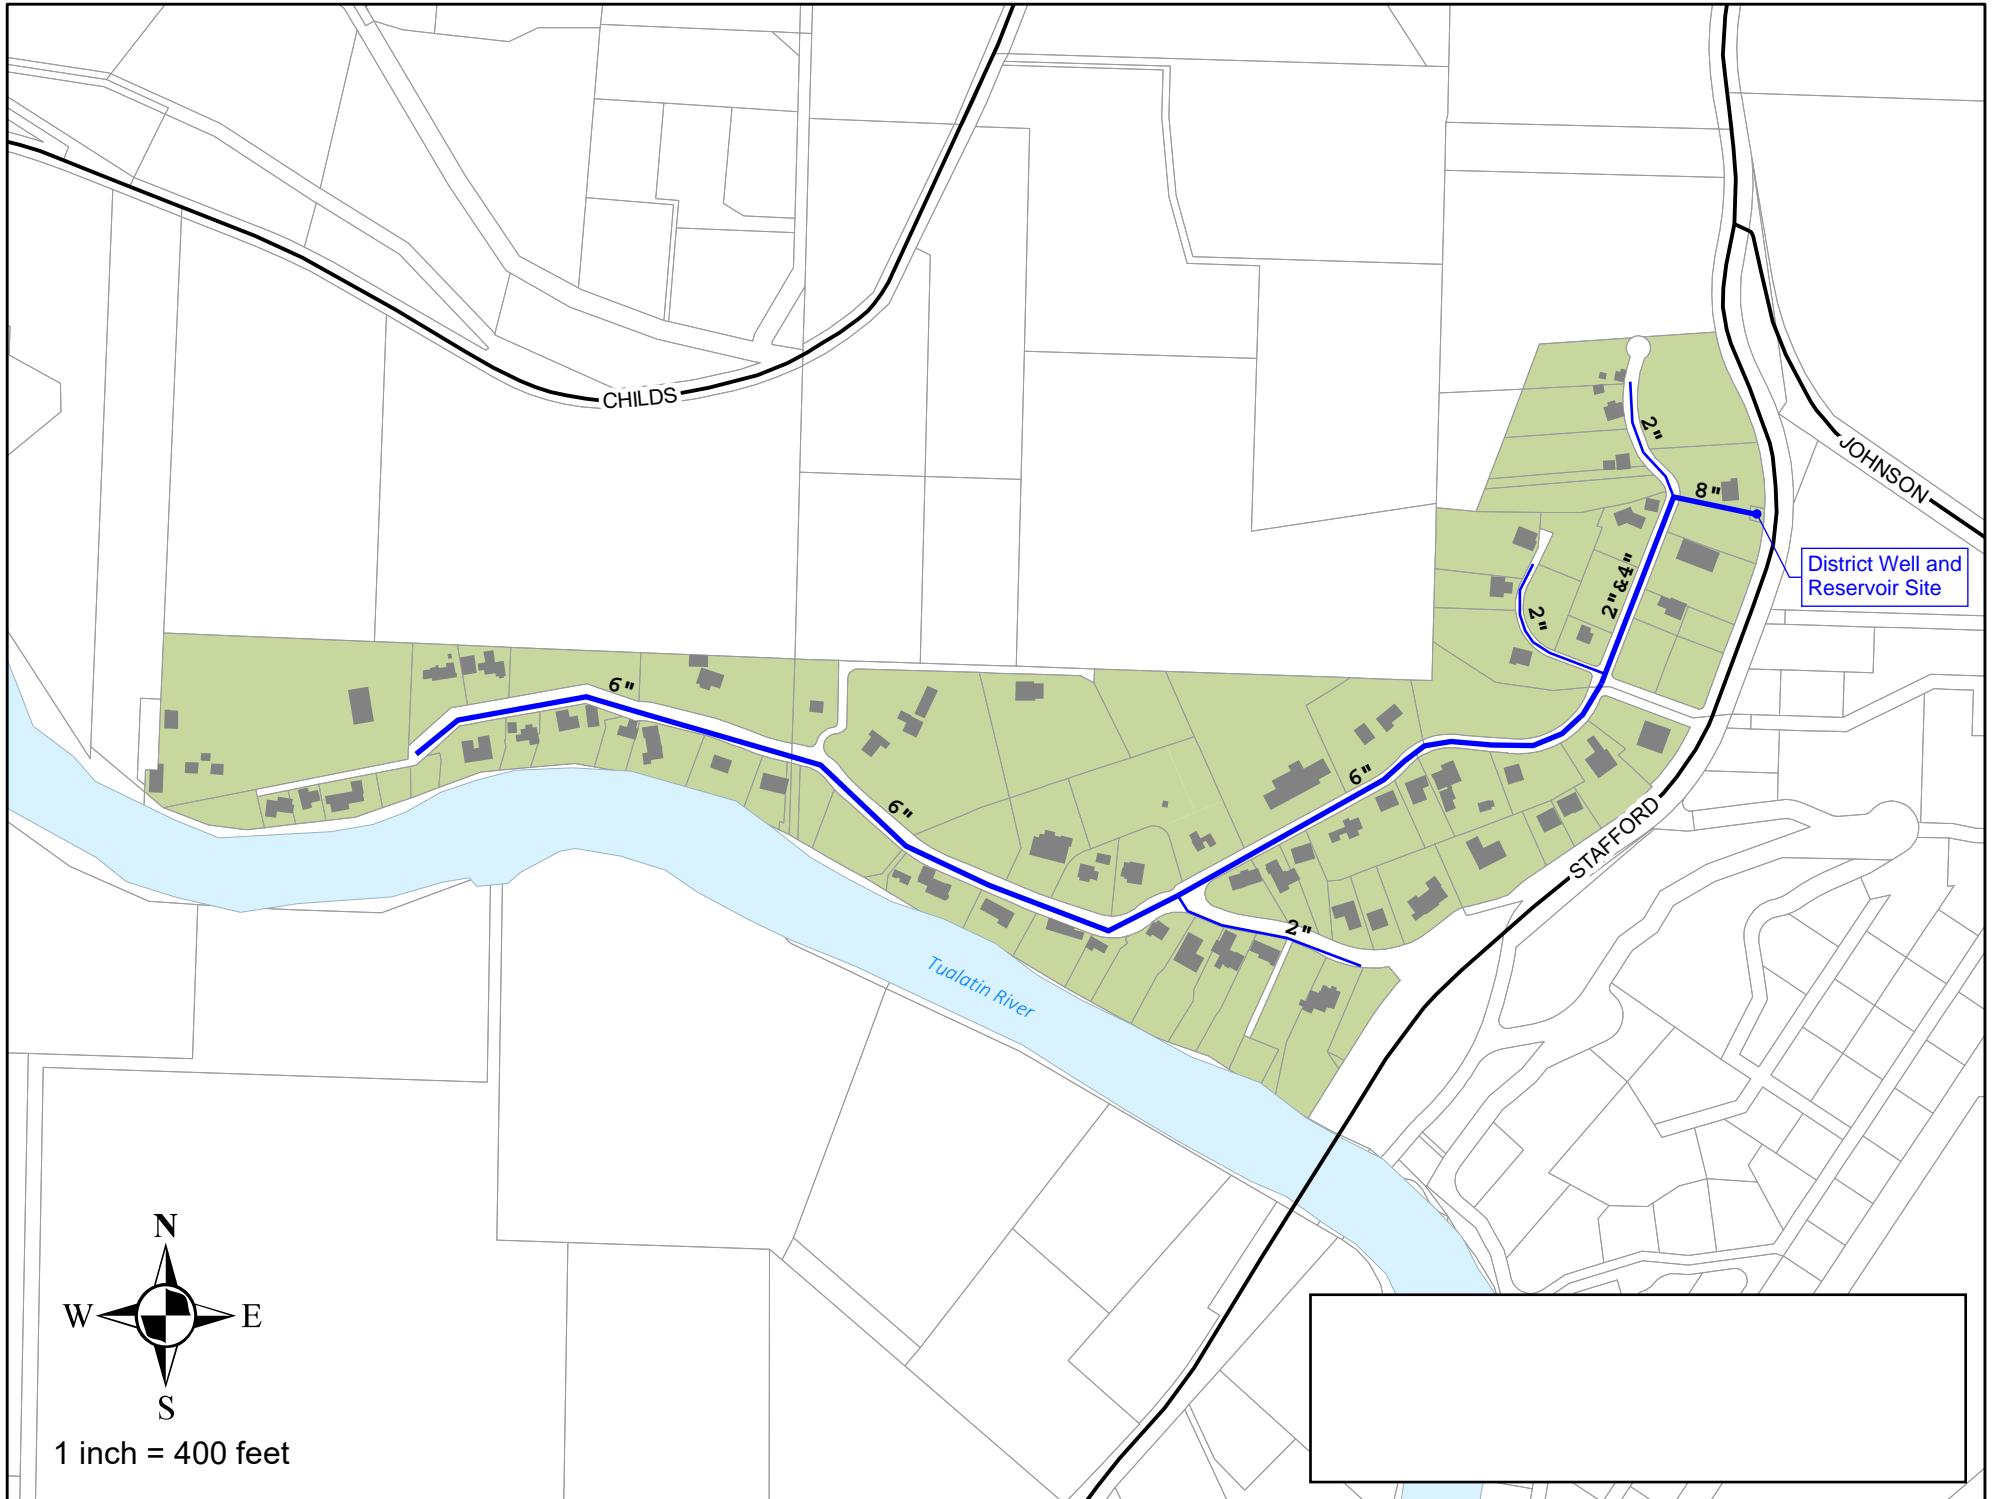 CHILDS
JOHNSON
2"
8"
District Well and
Reservoir Site
2"&4"
2"
6"
6"
6"
STAFFORD
2"
Tualatin River
N
W
E
S
1 inch = 400 feet